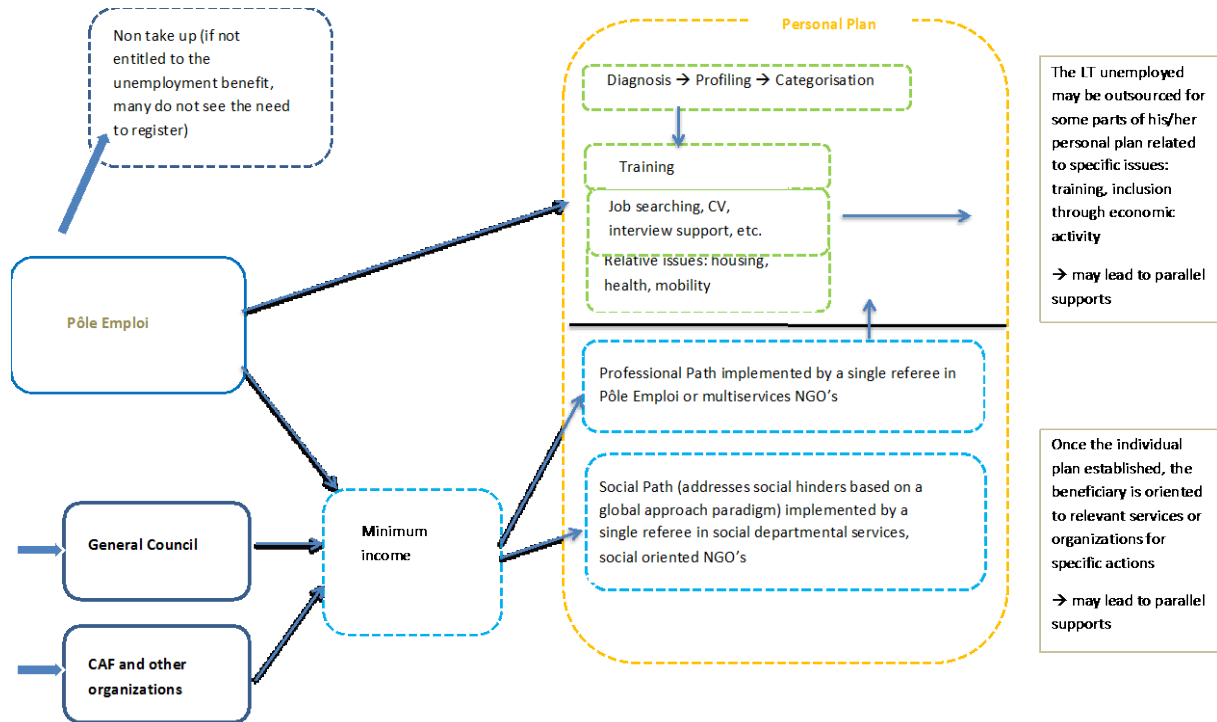 Non take up (if not
entitled to the
unemployment benefit,
many do not see the need
to register)
Pôle Emploi
General Council
CAF and other
organizations
Minimum
income
Personal Plan
Diagnosis → Profiling → Categorisation
Training
Job searching, CV,
interview support, etc.
Relative issues: housing,
health, mobility
Professional Path implemented by a single referee in
Pôle Emploi or multiservices NGO’s
Social Path (addresses social hinders based on a
global approach paradigm) implemented by a
single referee in social departmental services,
social oriented NGO’s
The LT unemployed
may be outsourced for
some parts of his/her
personal plan related
to specific issues:
training, inclusion
through economic
activity
→ may lead to parallel
supports
Once the individual
plan established, the
beneficiary is oriented
to relevant services or
organizations for
specific actions
→ may lead to parallel
supports